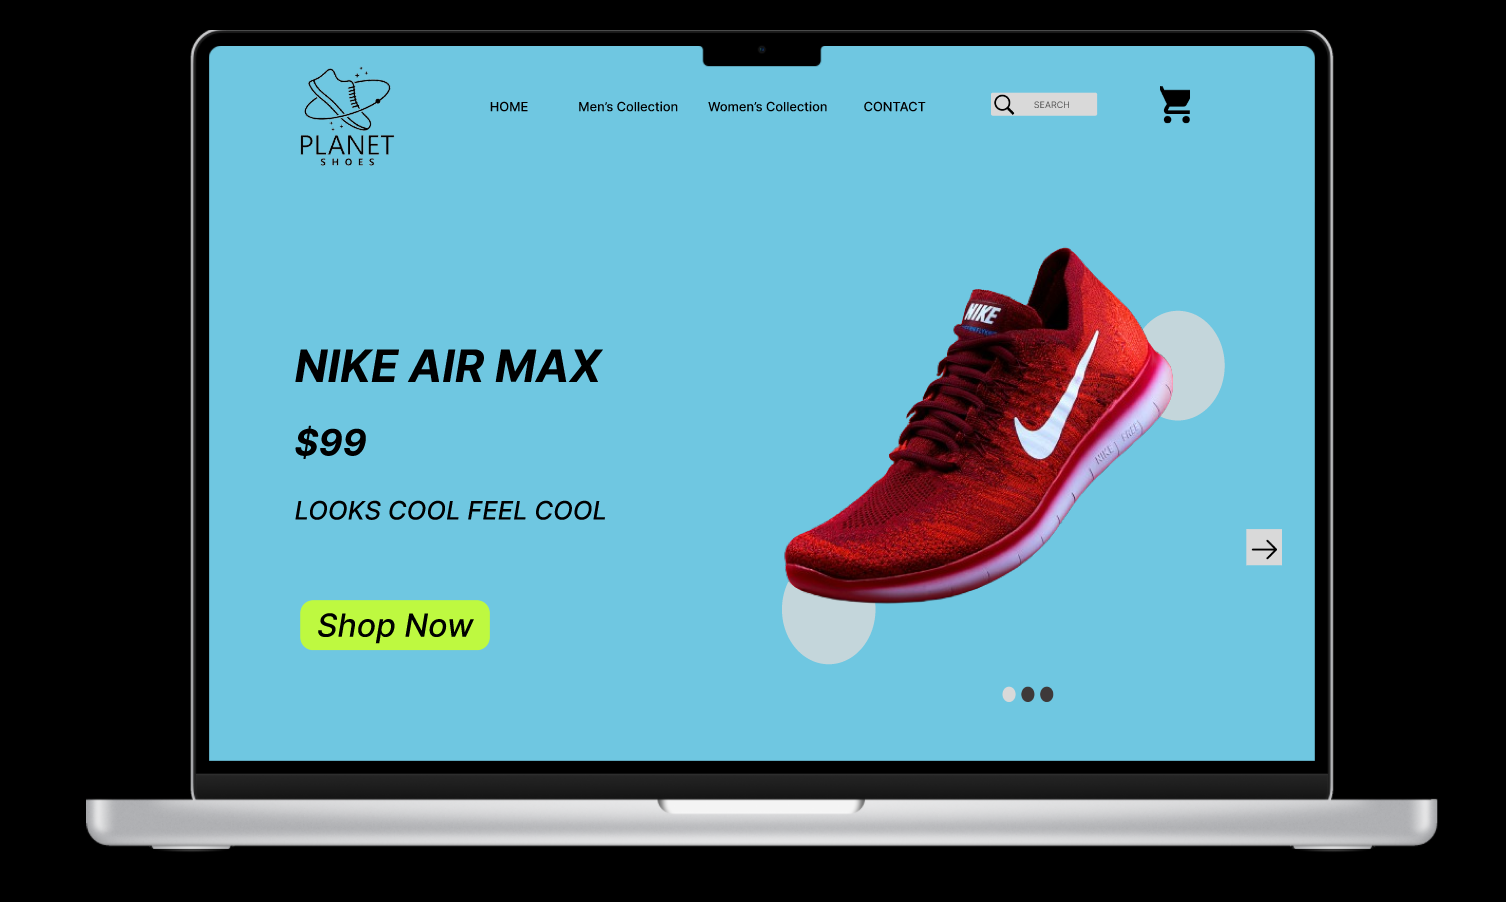 PLANET
SHOES
HOME
Men's Collection
Women's Collection
CONTACT
SEARCH
NIKE AIR MAX
$99
LOOKS COOL FEEL COOL
Shop Now
NIKE
NIKE FREE